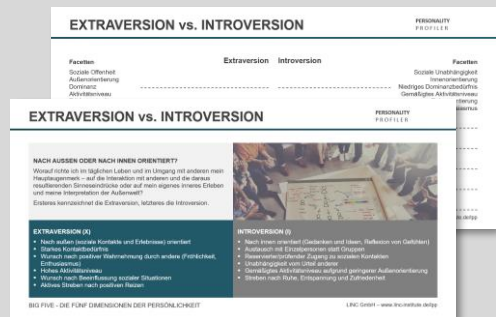 EXTRAVERSION vs. INTROVERSION
PERSONALITY
PROFILER
Facetten
Extraversion Introversion
Facetten
Soziale Offenheit
Außenorientierung
Dominanz
Aktivitätsniveau
Soziale Unabhängigkeit
Innenorientierung
Niedriges Dominanzbedürfnis
Gemäßigtes Aktivitätsniveau
EXTRAVERSION vs. INTROVERSION
PERSONALITY
PROFILER
NACH AUSSEN ODER NACH INNEN ORIENTIERT?
Worauf richte ich im täglichen Leben und im Umgang mit anderen mein
Hauptaugenmerk – auf die Interaktion mit anderen und die daraus
resultierenden Sinneseindrücke oder auf mein eigenes inneres Erleben
und meine Interpretation der Außenwelt?
Ersteres kennzeichnet die Extraversion, letzteres die Introversion.
EXTRAVERSION (X)
• Nach außen (soziale Kontakte und Erlebnisse) orientiert
• Starkes Kontaktbedürfnis
• Wunsch nach positiver Wahrnehmung durch andere (Fröhlichkeit,
Enthusiasmus)
• Hohes Aktivitätsniveau
• Wunsch nach Beeinflussung sozialer Situationen
• Aktives Streben nach positiven Reizen
INTROVERSION (I)
• Nach innen orientiert (Gedanken und Ideen, Reflexion von Gefühlen)
• Austausch mit Einzelpersonen statt Gruppen
• Reservierter/prüfender Zugang zu sozialen Kontakten
• Unabhängigkeit vom Urteil anderer
• Gemäßigtes Aktivitätsniveau aufgrund geringerer Außenorientierung
• Streben nach Ruhe, Entspannung und Zufriedenheit
BIG FIVE - DIE FÜNF DIMENSIONEN DER PERSÖNLICHKEIT
LINC GmbH – www.linc-institute.de/lpp